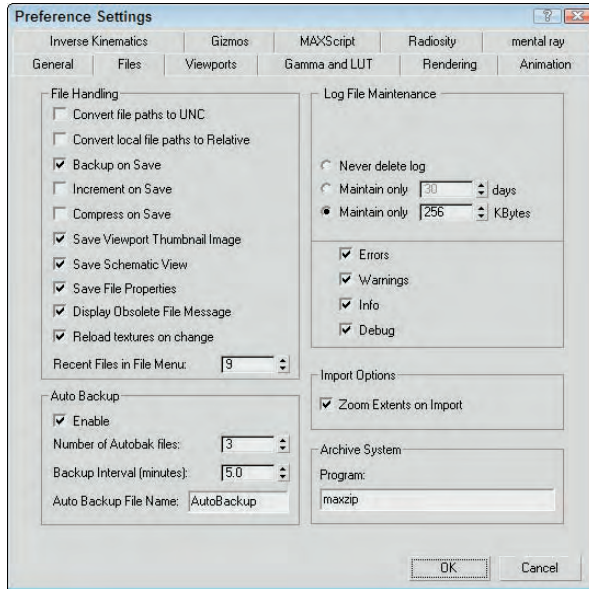 Preference Settings
Inverse Kinematics Gizmos MAXScript Radiosity mental ray
General Files Viewports Gamma and LUT Rendering Animation
File Handling
Convert file paths to UNC
Convert local file paths to Relative
Backup on Save
Increment on Save
Compress on Save
Save Viewport Thumbnail Image
Save Schematic View
Save File Properties
Display Obsolete File Message
Reload textures on change
Recent Files in File Menu: 9
Auto Backup
Enable
Number of Autobak files: 3
Backup Interval (minutes): 5.0
Auto Backup File Name: AutoBackup
Log File Maintenance
Never delete log
Maintain only 30 days
Maintain only 256 KBytes
Errors
Warnings
Info
Debug
Import Options
Zoom Extents on Import
Archive System
Program:
maxzip
OK Cancel